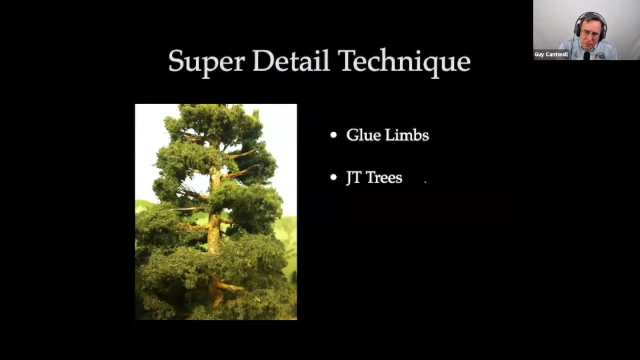 Guy Cantwell
Super Detail Technique
• Glue Limbs
• JT Trees